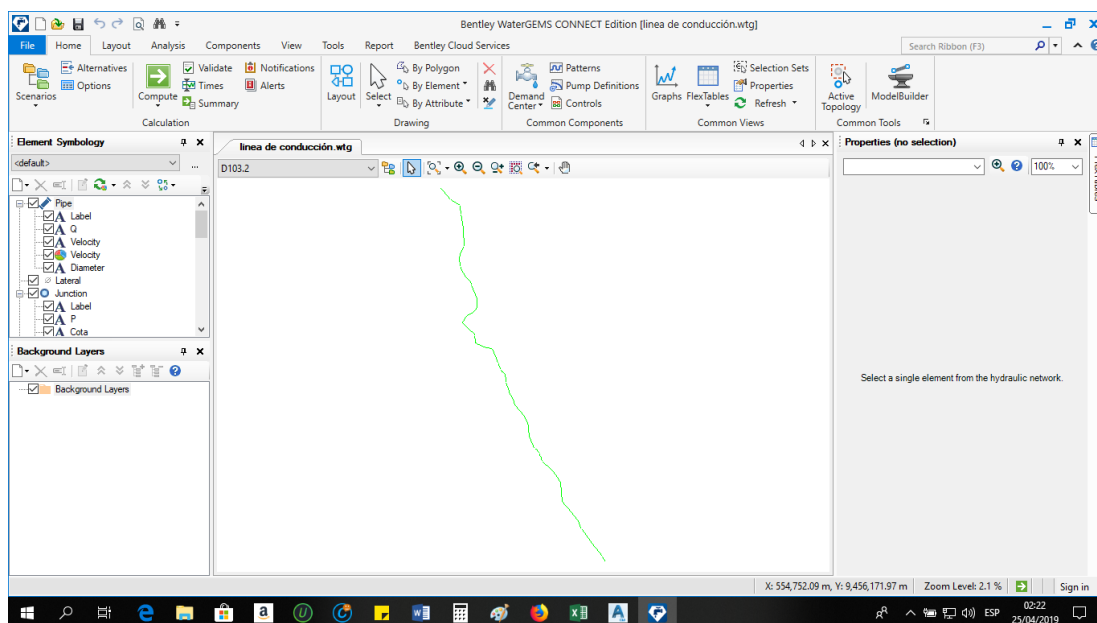 Bentley WaterGEMS CONNECT Edition [linea de conducción.wtg]
File Home Layout Analysis Components View Tools Report Bentley Cloud Services
Search Ribbon (F3)
Scenarios
Alternatives
Options
Compute
Validate
Times
Summary
Notifications
Alerts
Calculation
Layout
Select
By Polygon
By Element
By Attribute
Drawing
Demand Center
Patterns
Pump Definitions
Controls
Common Components
Graphs
FlexTables
Selection Sets
Properties
Refresh
Common Views
Active Topology
ModelBuilder
Common Tools
Element Symbology
<default>
...
Pipe
Label
Q
Velocity
Velocity
Diameter
Lateral
Junction
Label
P
Cota
Background Layers
Background Layers
linea de conducción.wtg
D103.2
Properties (no selection)
100%
Select a single element from the hydraulic network.
X: 554,752.09 m, Y: 9,456,171.97 m
Zoom Level: 2.1 %
Sign in
ESP
02:22
25/04/2019